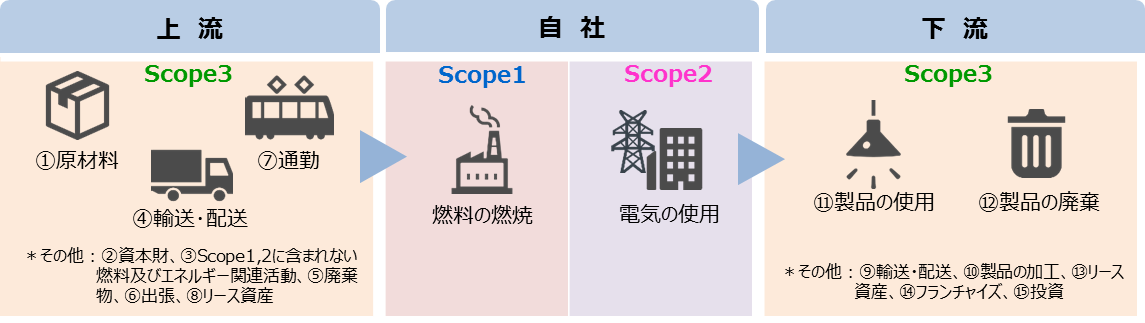 上 流
Scope3
①原材料
⑦通勤
④輸送・配送
＊その他：②資本財、③Scope1,2に含まれない
燃料及びエネルギー関連活動、⑤廃棄
物、⑥出張、⑧リース資産
自 社
Scope1
燃料の燃焼
Scope2
電気の使用
下 流
Scope3
⑪製品の使用
⑫製品の廃棄
＊その他：⑨輸送・配送、⑩製品の加工、⑬リース
資産、⑭フランチャイズ、⑮投資